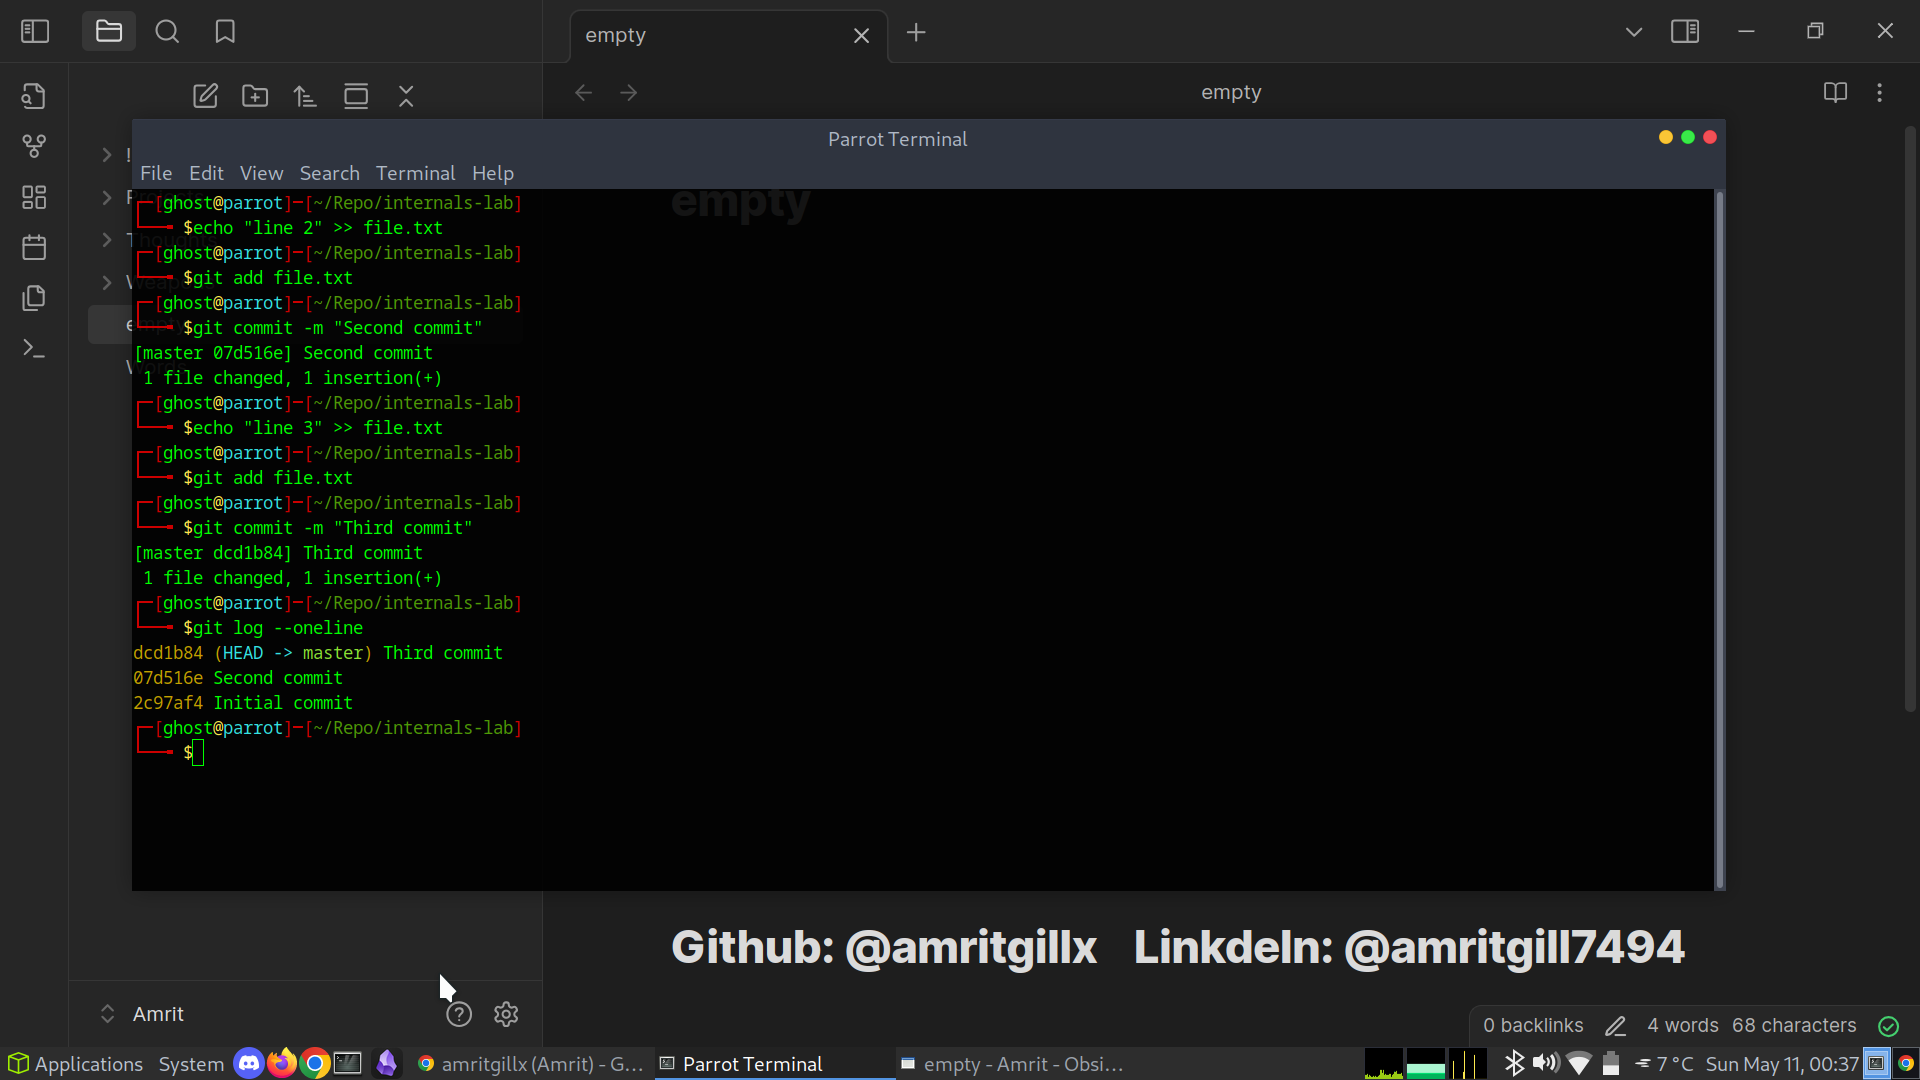 empty
empty
Parrot Terminal
File Edit View Search Terminal Help
empty
[ghost@parrot]─[~/Repo/internals-lab]
$echo "line 2" >> file.txt
[ghost@parrot]─[~/Repo/internals-lab]
$git add file.txt
[ghost@parrot]─[~/Repo/internals-lab]
$git commit -m "Second commit"
[master 07d516e] Second commit
1 file changed, 1 insertion(+)
[ghost@parrot]─[~/Repo/internals-lab]
$echo "line 3" >> file.txt
[ghost@parrot]─[~/Repo/internals-lab]
$git add file.txt
[ghost@parrot]─[~/Repo/internals-lab]
$git commit -m "Third commit"
[master dcd1b84] Third commit
1 file changed, 1 insertion(+)
[ghost@parrot]─[~/Repo/internals-lab]
$git log --oneline
dcd1b84 (HEAD -> master) Third commit
07d516e Second commit
2c97af4 Initial commit
[ghost@parrot]─[~/Repo/internals-lab]
$
Github: @amritgillx Linkdeln: @amritgill7494
Amrit
0 backlinks 4 words 68 characters
Applications System amritgillx (Amrit) - G... Parrot Terminal empty - Amrit - Obsi... 7 °C Sun May 11, 00:37